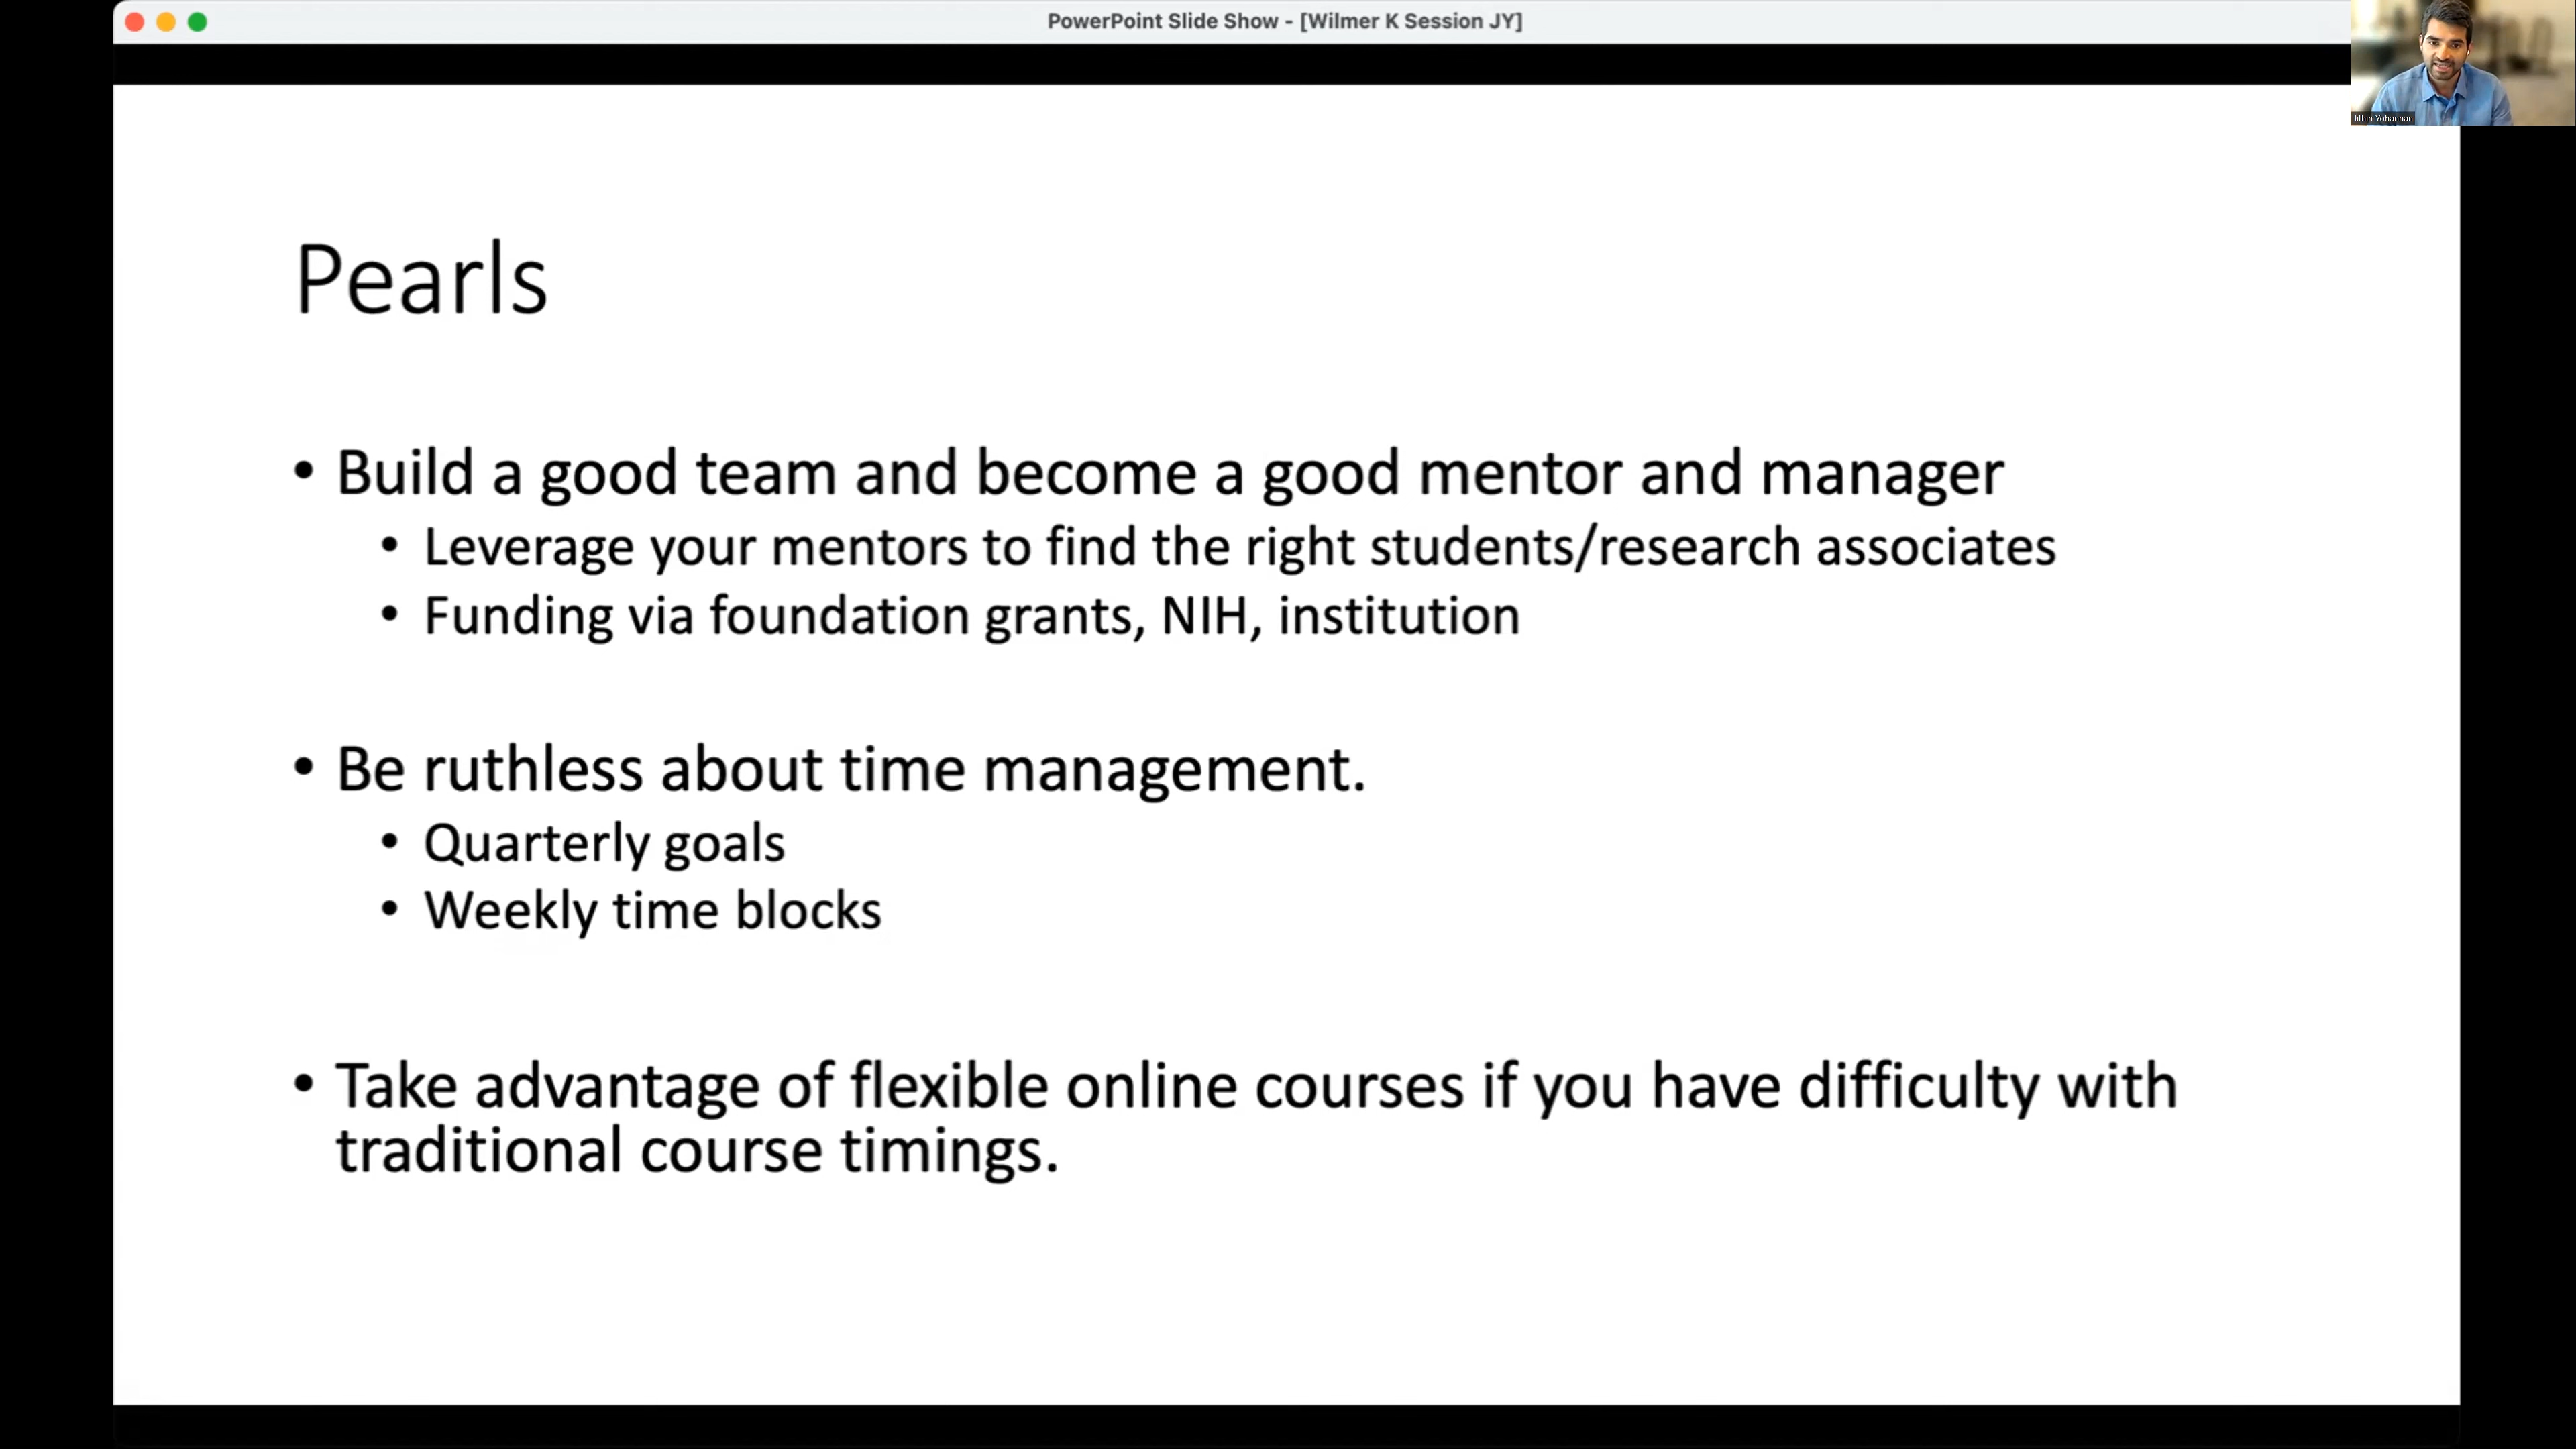 PowerPoint Slide Show - [Wilmer K Session JY]
Jithin Yohannan
Pearls
• Build a good team and become a good mentor and manager
• Leverage your mentors to find the right students/research associates
• Funding via foundation grants, NIH, institution
• Be ruthless about time management.
• Quarterly goals
• Weekly time blocks
• Take advantage of flexible online courses if you have difficulty with
traditional course timings.